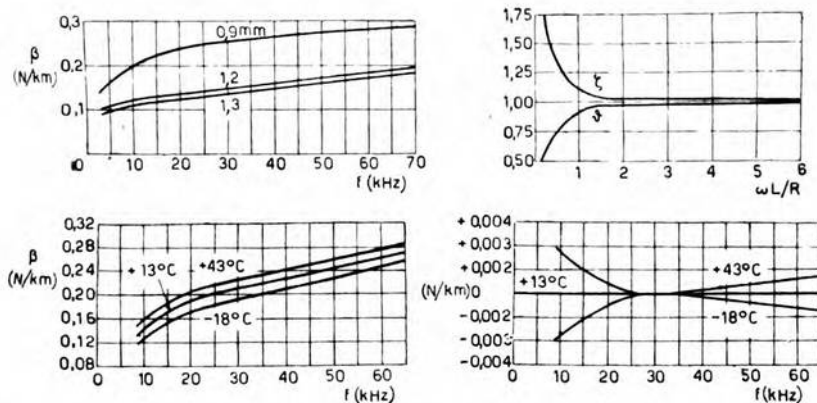 0,3
β
(N/km)
0,2
0,1
0,9mm
1,2
1,3
0 10 20 30 40 50 60 70
f (kHz)
1,75
1,50
1,25
1,00
0,75
0,50
ζ
ϑ
0 1 2 3 4 5 6
ωL/R
0,32
β
0,28
(N/km)
0,24
0,20
0,16
0,12
0,08
+13°C
+43°C
-18°C
0 10 20 30 40 50 60
f (kHz)
+ 0,004
+ 0,003
+ 0,002
(N/km) 0
-0,002
-0,003
-0,004
+13°C
+43°C
-18°C
0 10 20 30 40 50 60
f (kHz)